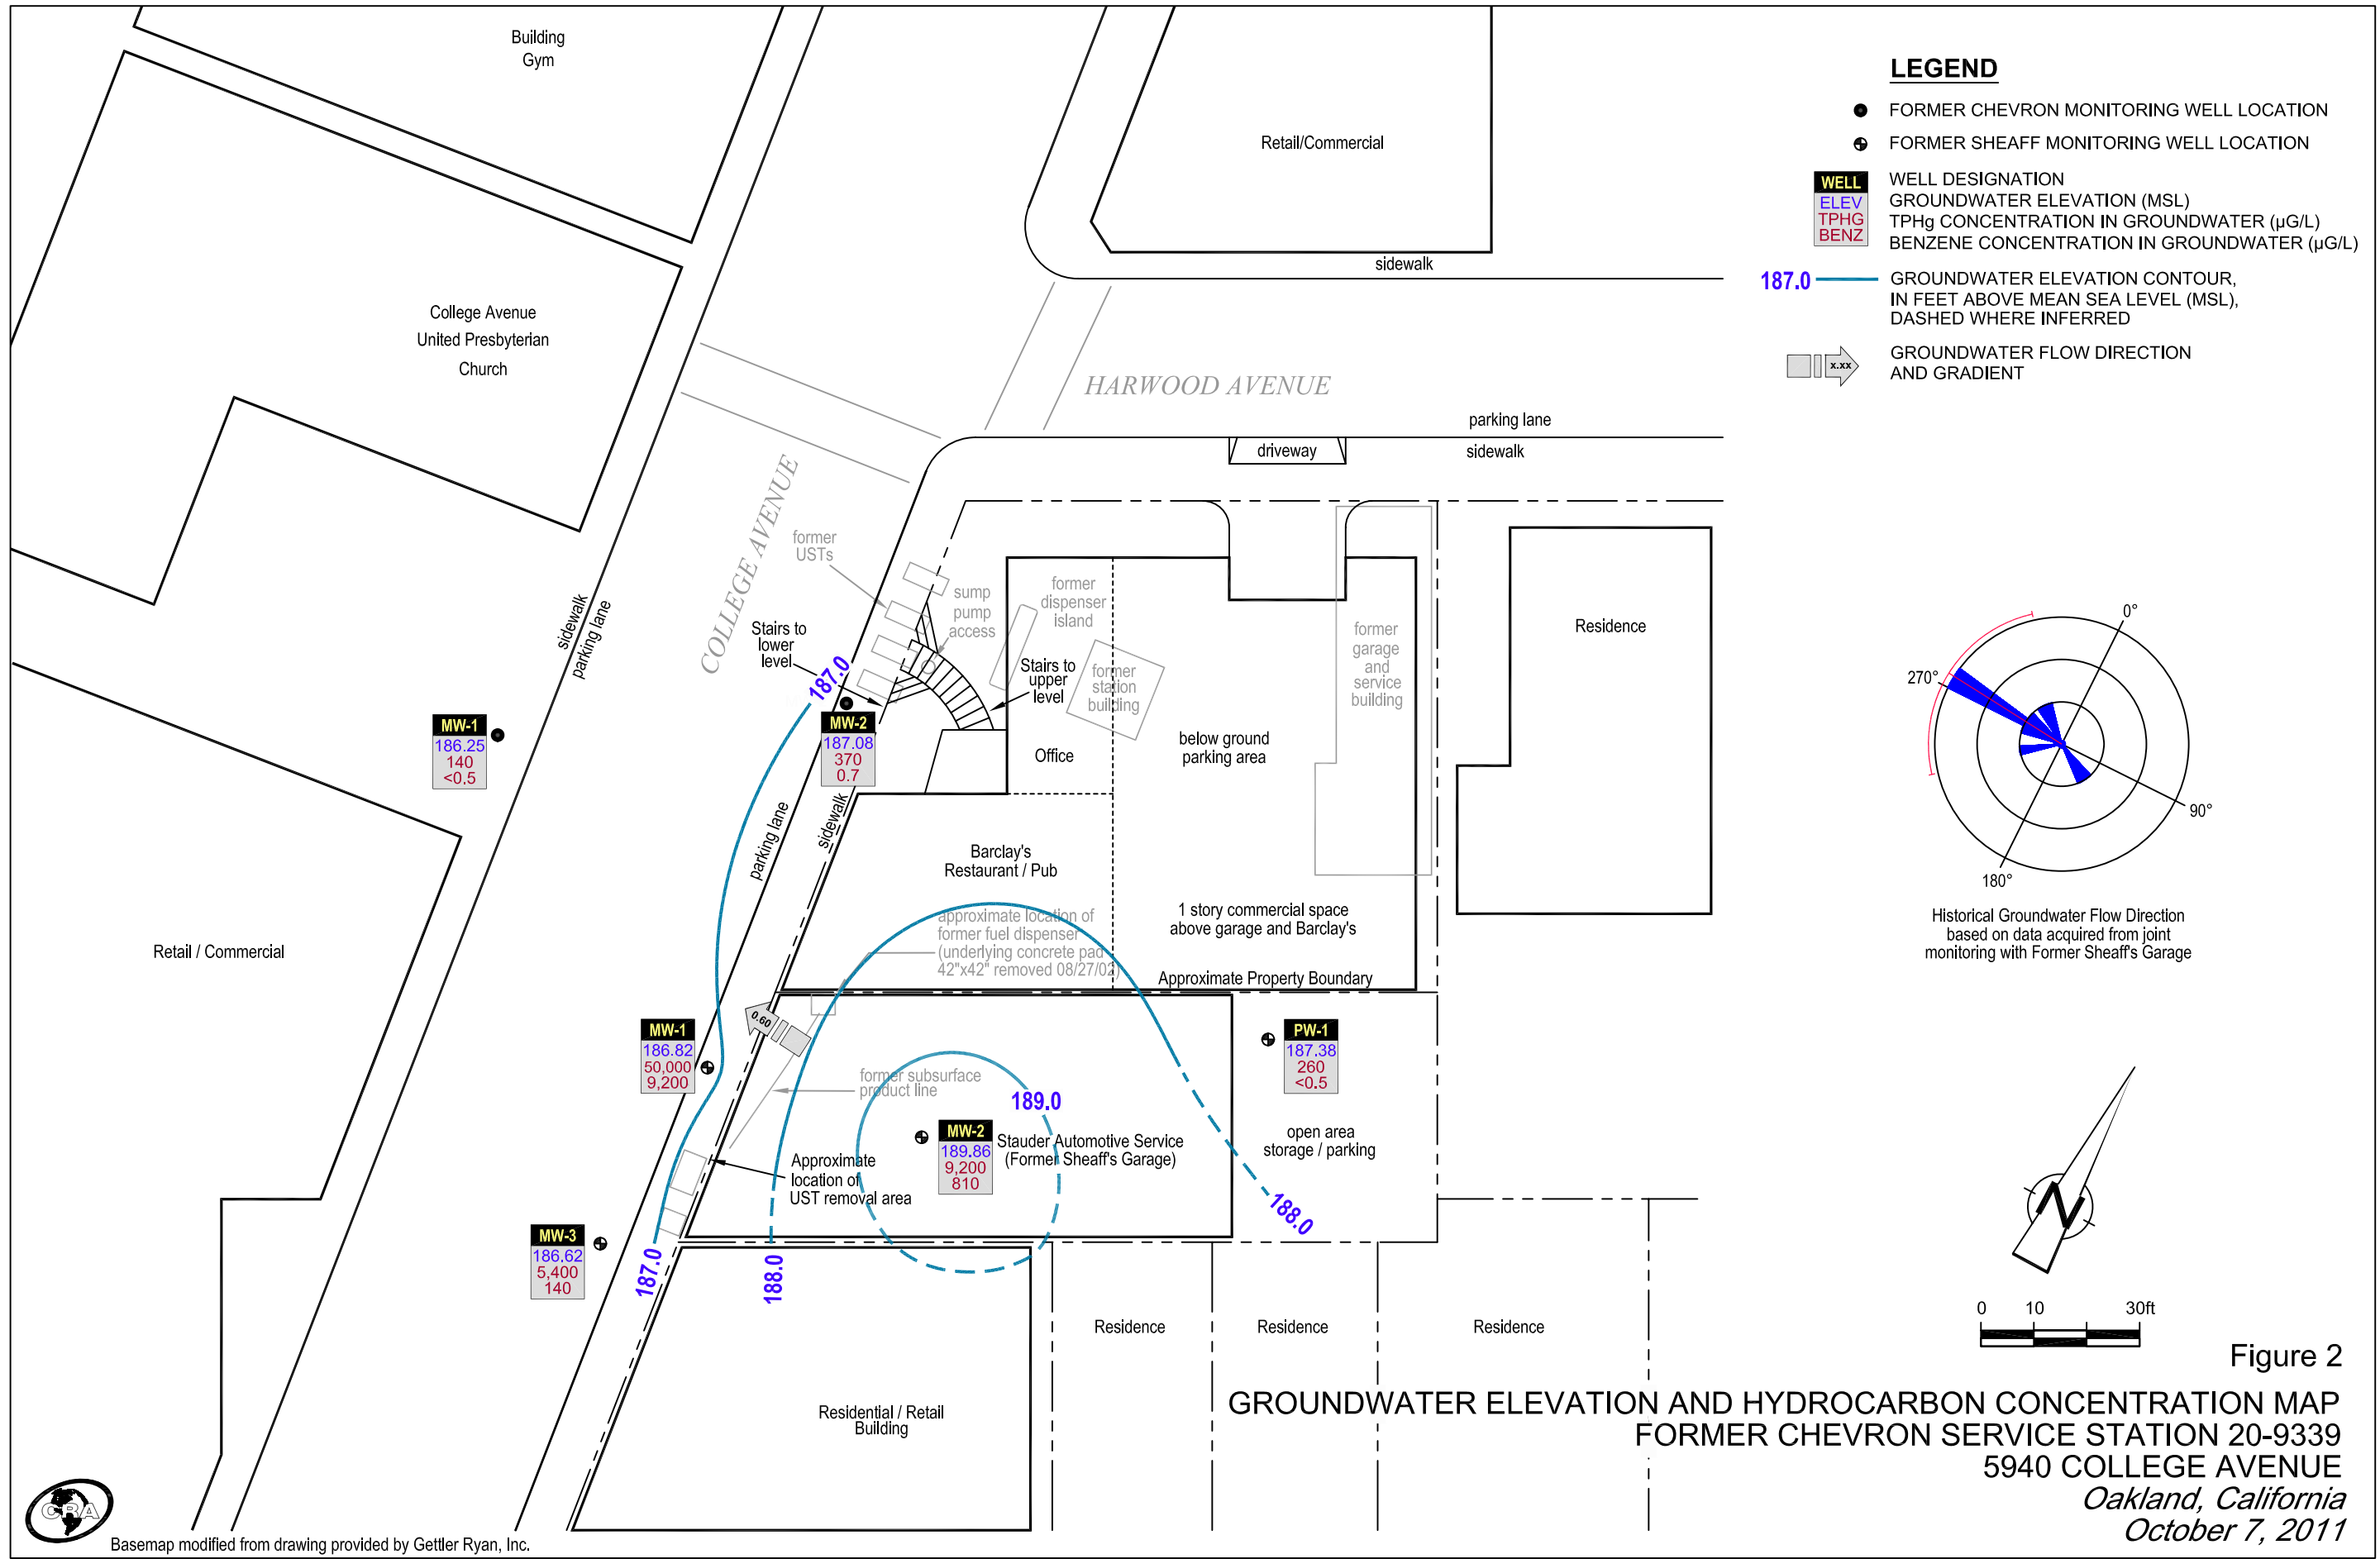 Building
Gym
Retail/Commercial
LEGEND
FORMER CHEVRON MONITORING WELL LOCATION
FORMER SHEAFF MONITORING WELL LOCATION
WELL
ELEV
TPHG
BENZ
WELL DESIGNATION
GROUNDWATER ELEVATION (MSL)
TPHg CONCENTRATION IN GROUNDWATER (µG/L)
BENZENE CONCENTRATION IN GROUNDWATER (µG/L)
187.0
GROUNDWATER ELEVATION CONTOUR,
IN FEET ABOVE MEAN SEA LEVEL (MSL),
DASHED WHERE INFERRED
x.xx
GROUNDWATER FLOW DIRECTION
AND GRADIENT
sidewalk
College Avenue
United Presbyterian
Church
HARWOOD AVENUE
parking lane
sidewalk
driveway
COLLEGE AVENUE
former
USTs
sump
pump
access
former
dispenser
island
Stairs to
lower
level
Stairs to
upper
level
former
station
building
former
garage
and
service
building
Residence
sidewalk
parking lane
187.0
MW-1
186.25
140
<0.5
MW-2
187.08
370
0.7
Office
below ground
parking area
parking lane
sidewalk
Barclay's
Restaurant / Pub
1 story commercial space
above garage and Barclay's
approximate location of
former fuel dispenser
(underlying concrete pad
42"x42" removed 08/27/02)
Approximate Property Boundary
Retail / Commercial
0°
270°
90°
180°
Historical Groundwater Flow Direction
based on data acquired from joint
monitoring with Former Sheaff's Garage
0.60
MW-1
186.82
50,000
9,200
PW-1
187.38
260
<0.5
former subsurface
product line
189.0
MW-2
189.86
9,200
810
Stauder Automotive Service
(Former Sheaff's Garage)
open area
storage / parking
Approximate
location of
UST removal area
188.0
MW-3
186.62
5,400
140
187.0
188.0
N
0 10 30ft
Residence
Residence
Residence
Residential / Retail
Building
Figure 2
GROUNDWATER ELEVATION AND HYDROCARBON CONCENTRATION MAP
FORMER CHEVRON SERVICE STATION 20-9339
5940 COLLEGE AVENUE
Oakland, California
October 7, 2011
CRA
Basemap modified from drawing provided by Gettler Ryan, Inc.